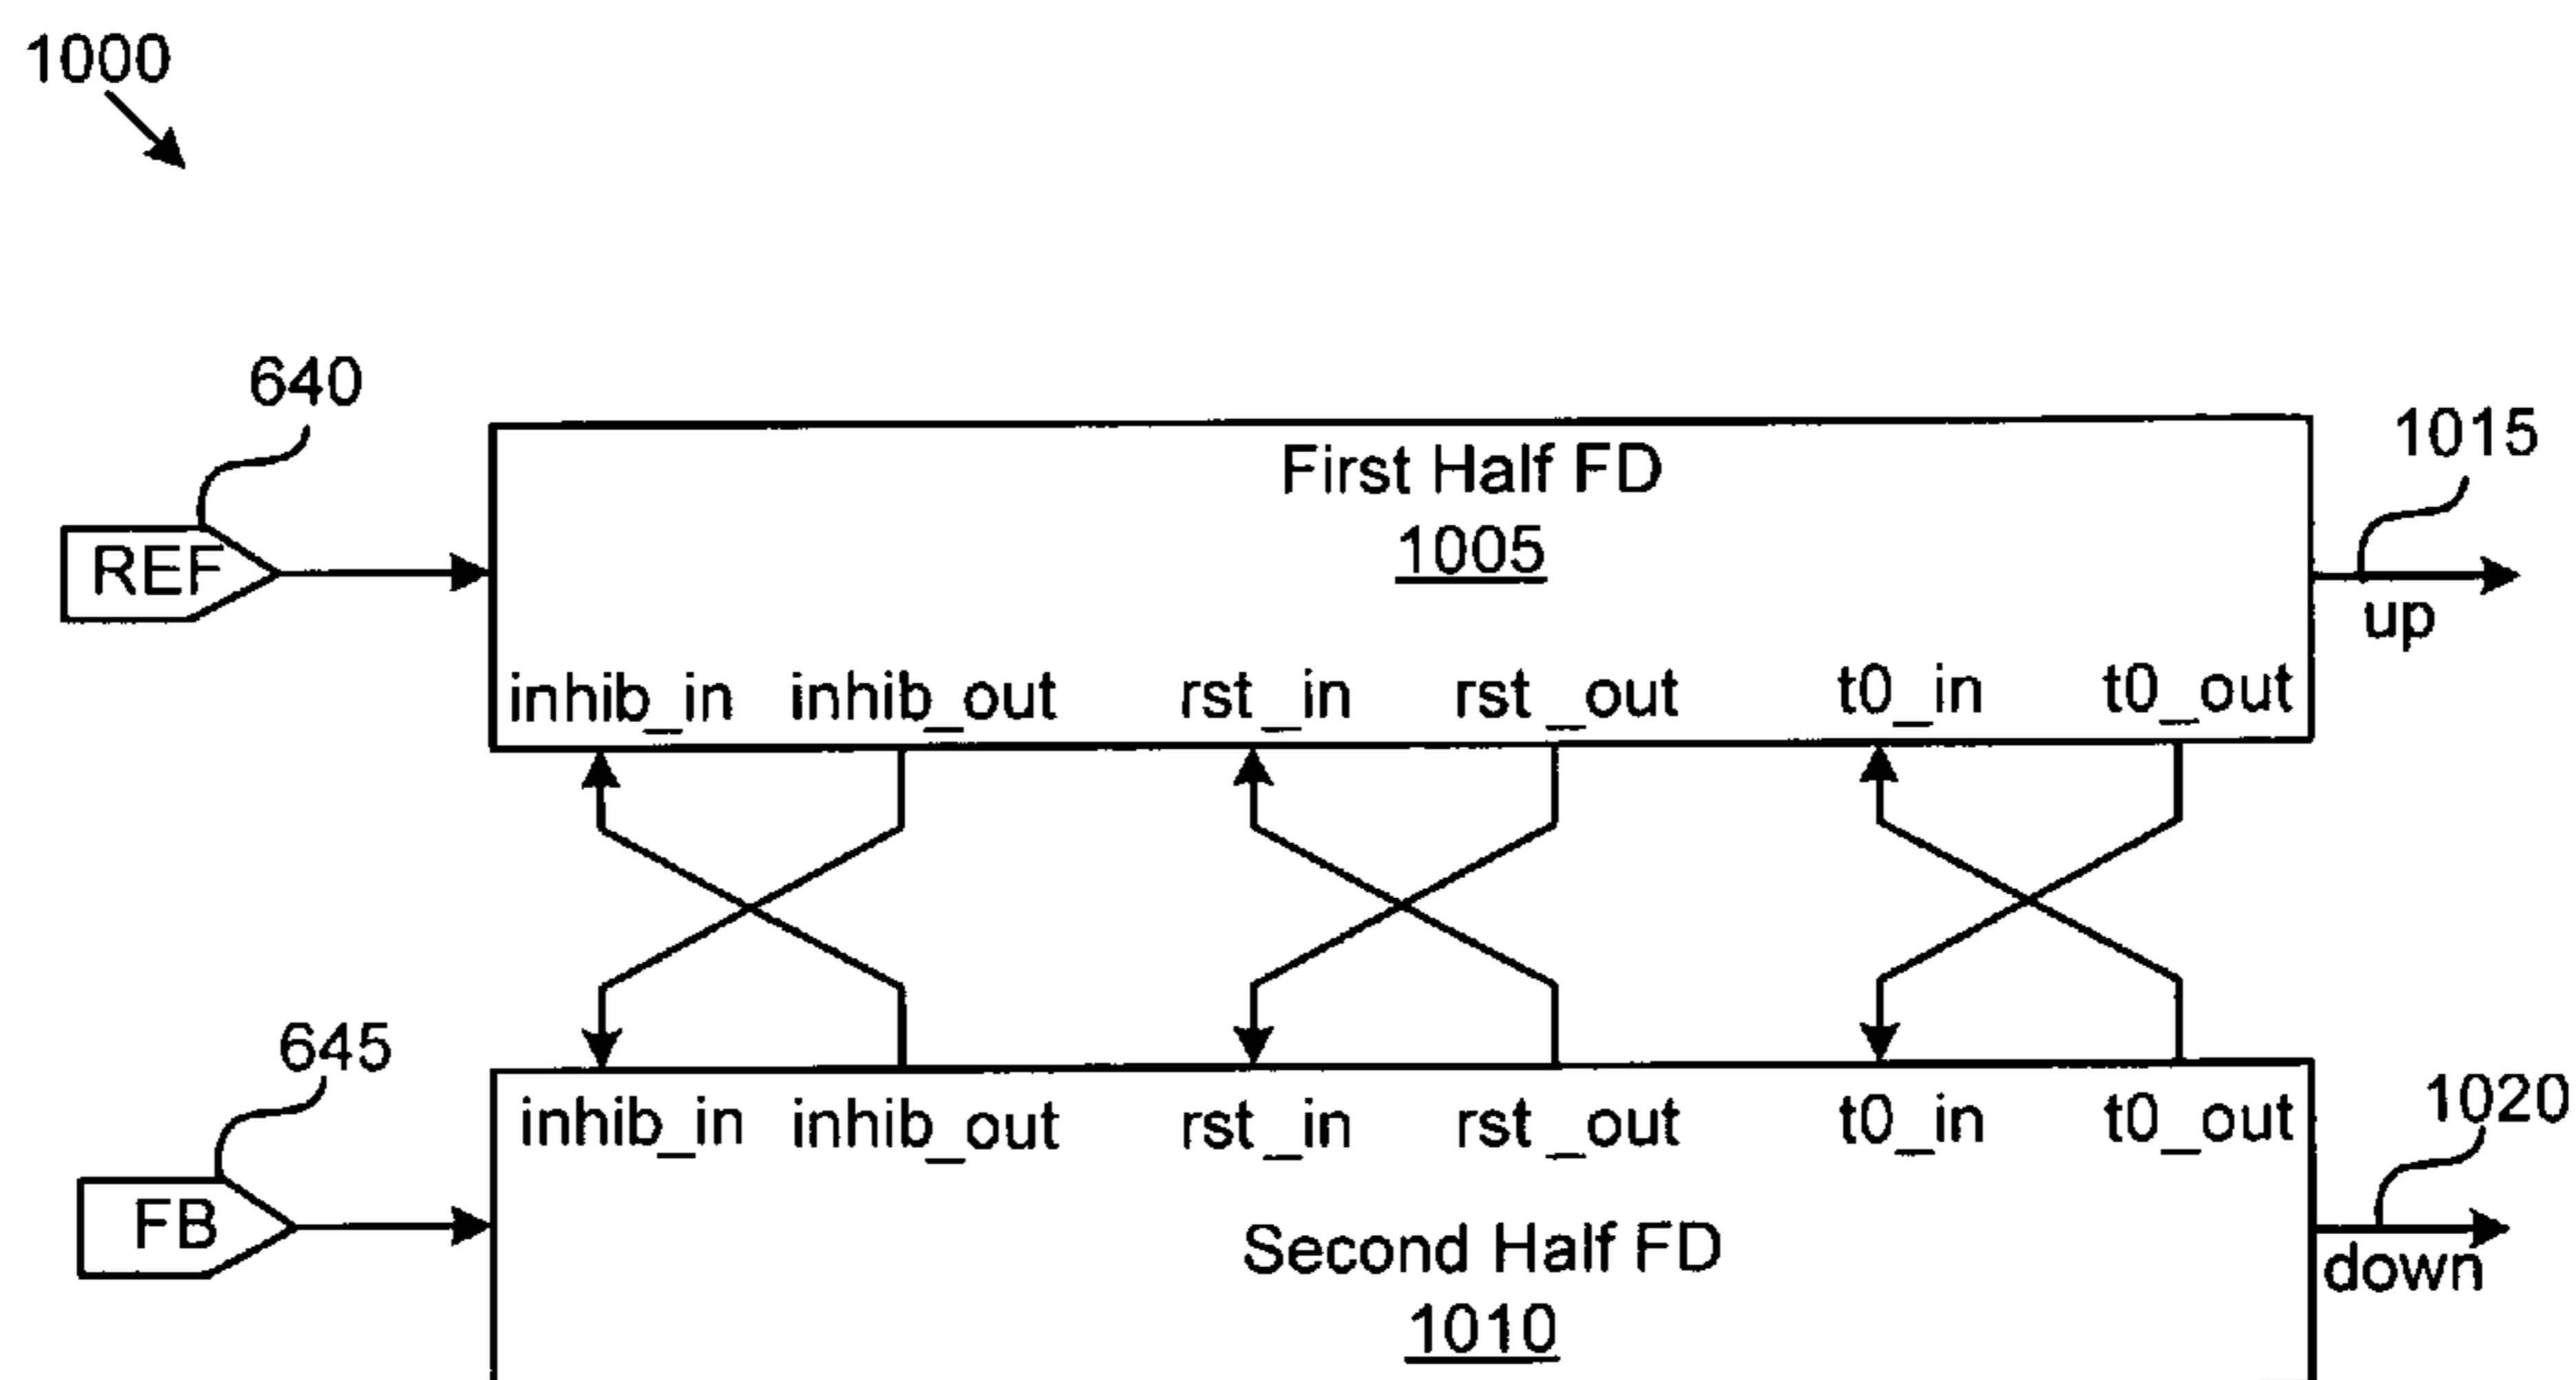 1000
640
First Half FD
1015
REF
1005
up
inhib_in inhib_out rst_in rst_out t0_in t0_out
645
inhib_in inhib_out rst_in rst_out t0_in t0_out
1020
FB
Second Half FD
down
1010